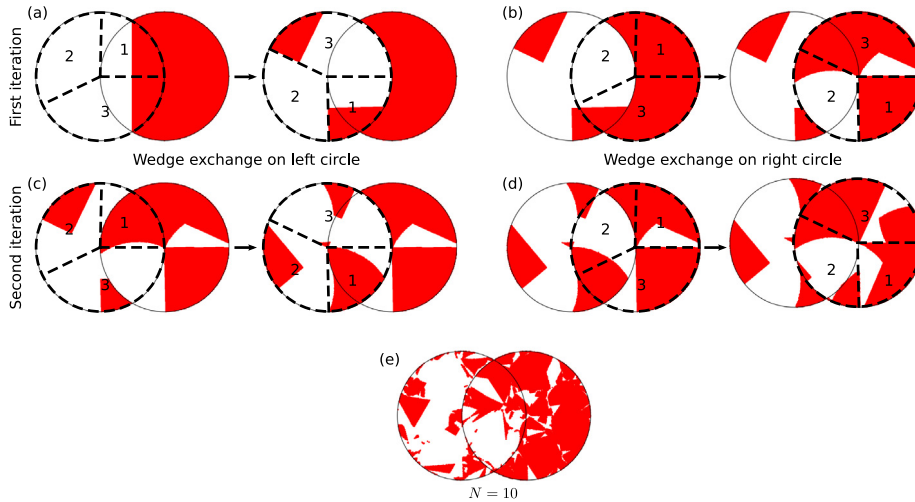 (a)
2
1
3
3
2
1
(b)
2
1
3
3
2
1
First iteration
Wedge exchange on left circle
Wedge exchange on right circle
(c)
2
1
3
3
2
1
(d)
2
1
3
3
2
1
Second iteration
(e)
N = 10